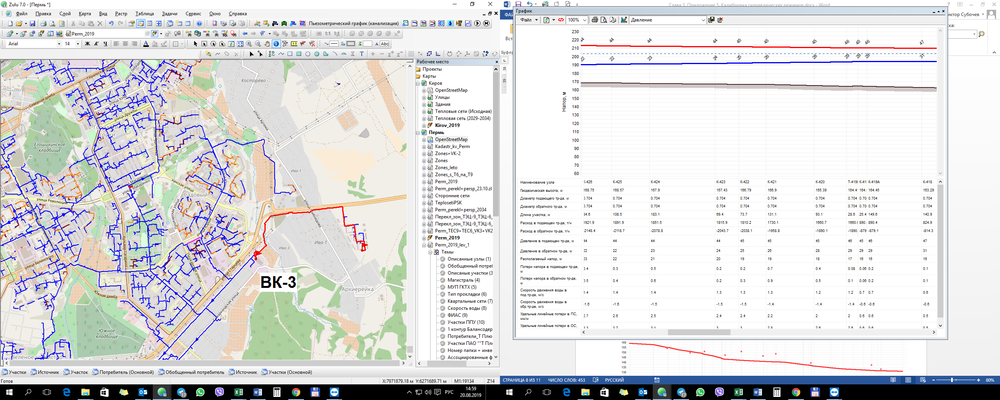 Zulu 7.0 - [Пермь *]
Файл Правка Слой Карта Вид Растр Таблица Задачи Сервис Окно Справка
Пьезометрический график (канализация)
Perm_2019
Arial 14 Ж К Ч
Abc
Костарево
Уральская улица
Северная дамба
улица КИМ
улица Дружбы
улица Артёма
Городские горки
Егошихинское
кладбище
улица Макаренко
улица Макаренко
Уинская улица
Садовый
улица Революции
Пушкарская улица
бульвар Гагарина
улица Белинского
улица Старцева
Пушкарская улица
Южная дамба
Ива-1
Ива-3
Ива-1
улица Грибоедова
ВК-3
Архиерейка
Южное
кладбище
Рабочее место
Проекты
Карты
Киров
OpenStreetMap
Улицы
Здания
Тепловые сети (Исходная)
Тепловая сеть (2029-2034)
Kirov_2019
Пермь
OpenStreetMap
Kadastr_kv_Perm
Zones+VK-2
Zones
Zones_leto
Zones_s_T6_na_T9
Perm_2019
Perm_perekl+persp_23.10.zl
Сторонние сети
TeplosetiPSK
Perm_perekl+persp_2034
Перекл_зон_ТЭЦ-9_ТЭЦ-6_
Перекл_зон_ТЭЦ-9_ТЭЦ-6_
Perm_TEC9+TEC6_VK3+VK2
Perm_2019
Perm_2019_lev_1
Темы
Описанные узлы (1)
Обобщенный потре
Описаные участки (3
Магистраль (4)
МУП ГКТХ (5)
Тип прокладки (6)
Квартальные сети (7)
Скорость воды (8)
ФИАС (9)
Участки ППУ (10)
1 контур Балансодер
Потребители_Т Плю
Участки ПАО ""Т Пл
Номер папки + инве
Ассоциированные ф
Участки Источник Участок Потребитель (Основной) Обобщенный потребитель Источник Участки (Основной)
Готов X:7971879.18 м Y:6271689.71 м М1:19134 Z14
РУС 14:59
20.08.2019
Глава 3. Приложение 5. Калибровка гидравлических режимов.docx - Word
График
Файл 100% Давление
иктор Субочев
ка:
Вст
Буфер
38
39
Напор, м
230
220
210
200
190
180
170
160
150
140
130
120
110
100
90
80
70
60
44 44 44 44 45 45 45 46 45 46 47
22 22 23 24 25 26 28 29 29 29 31
Наименование узла К-426 К-425 К-424 К-423 К-422 К-421 К-420 Т-419 К-41 К-419А К-418
Геодезическая высота, м 168.75 168.57 167.9 167.43 166.79 166.9 165.39 164.4 164. 164.45 163.29
Диаметр подающего тр-да, м 0.704 0.704 0.704 0.704 0.704 0.704 0.704 0.704 0.70 0.704 0.704
Диаметр обратного тр-да, м 0.704 0.704 0.704 0.704 0.704 0.704 0.704 0.704 0.70 0.704 0.704
Длина участка, м 34.6 108.5 183.1 69.4 73.7 131.1 93.1 28.6 25.4 149.6 140.9
Расход в подающем тр-де, т/ч 1921.9 1891.9 1851.5 1815.9 1810.2 1730.1 1660.7 1660.6 890. 890.4 824.9
Расход в обратном тр-де, т/ч -2148.4 -2118.7 -2078.8 -2043.7 -2038.1 -1958.8 -1890.1 -1890. -879 -879.1 -814.3
Давление в подающем тр-де, м 44 44 44 44 45 45 45 46 45 46 47
Давление в обратном тр-де, м 22 22 23 24 25 26 28 29 29 29 31
Располагаемый напор, м 23 22 21 20 19 19 18 17 16 16 16
Потери напора в подающем тр-де, м 0.4 0.3 0.5 0.2 0.2 0.7 0.4 0.08 0.06 0.2 0.1
Потери напора в обратном тр-де, м 0.5 0.4 0.6 0.2 0.3 0.9 0.5 0.1 0.06 0.2 0.1
Скорость движения воды в под.тр-де, м/с 1.4 1.4 1.4 1.3 1.3 1.3 1.2 1.2 0.7 0.7 0.6
Скорость движения воды в обр.тр-де, м/с -1.6 -1.6 -1.5 -1.5 -1.5 -1.4 -1.4 -1.4 -0.6 -0.6 -0.6
Удельные линейные потери в ПС, мм/м 2.7 2.6 2.5 2.4 2.4 2.2 2 2 0.6 0.6 0.5
Удельные линейные потери в ОС, 3.3 3.2 3.1 3 3 2.8 2.6 2.6 0.6 0.6 0.5
160
155
150
145
140
135
130
СТРАНИЦА 8 ИЗ 11 ЧИСЛО СЛОВ: 453 РУССКИЙ 80%